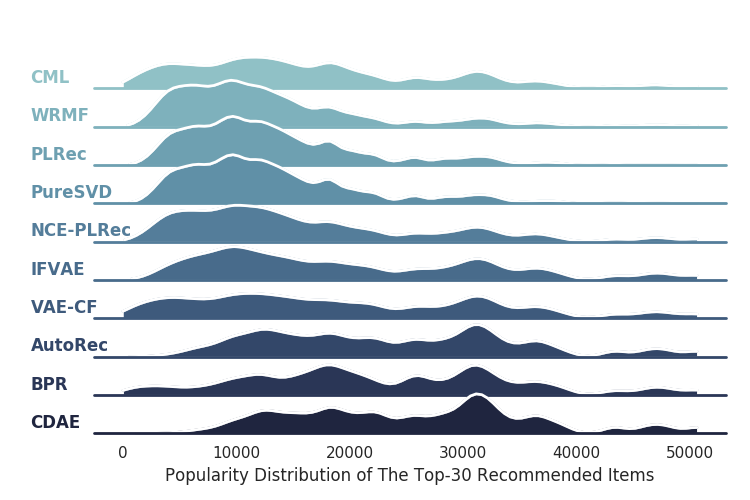 CML
WRMF
PLRec
PureSVD
NCE-PLRec
IFVAE
VAE-CF
AutoRec
BPR
CDAE
0 10000 20000 30000 40000 50000
Popularity Distribution of The Top-30 Recommended Items